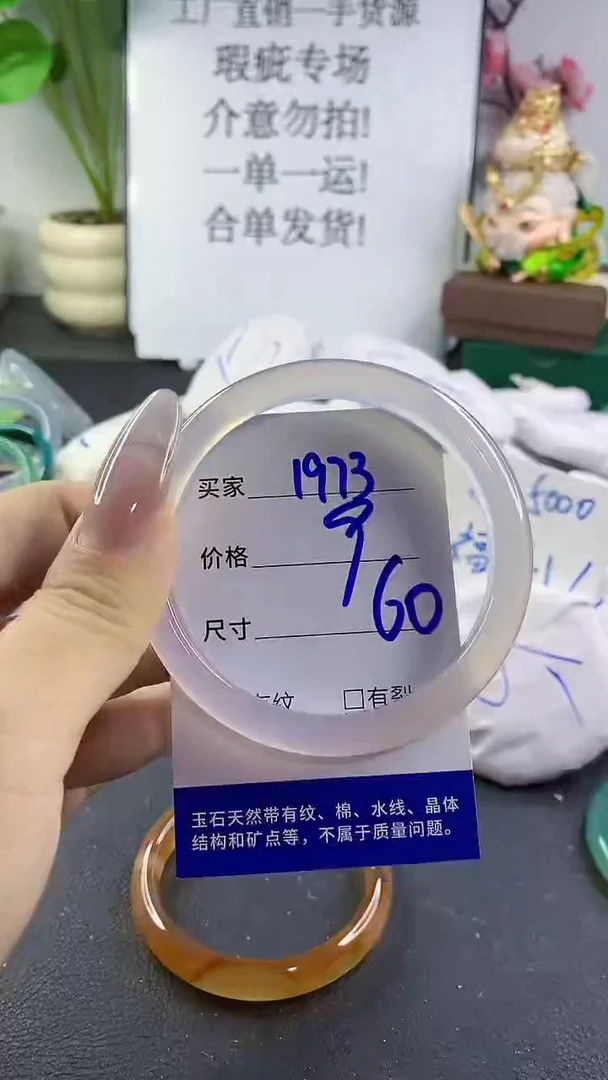 工厂直销一手货源
瑕疵专场
介意勿拍!
一单一运!
合单发货!
买家 1973
价格
尺寸 60
纹 □有裂
5000
玉石天然带有纹、棉、水线、晶体
结构和矿点等，不属于质量问题。